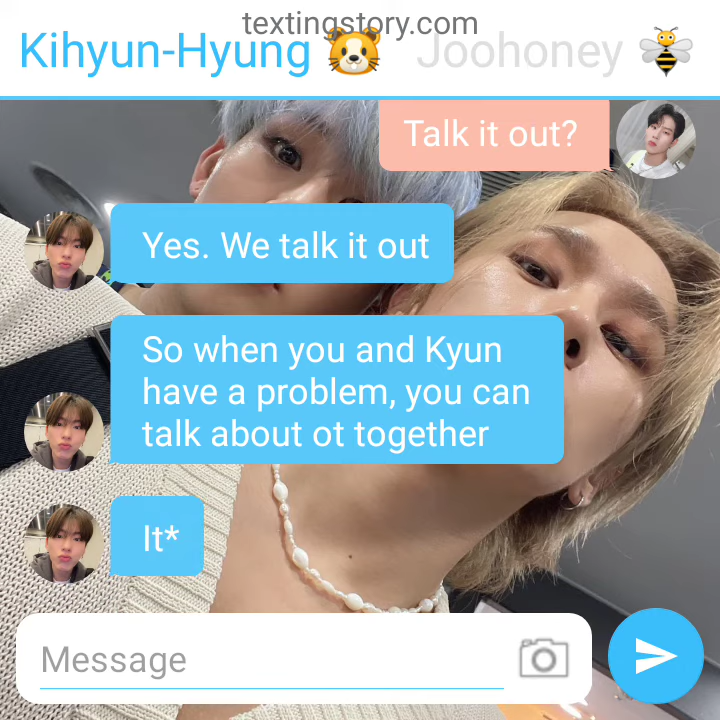 textingstory.com
Kihyun-Hyung 🐹 Joohoney 🐝
Talk it out?
Yes. We talk it out
So when you and Kyun
have a problem, you can
talk about ot together
It*
Message